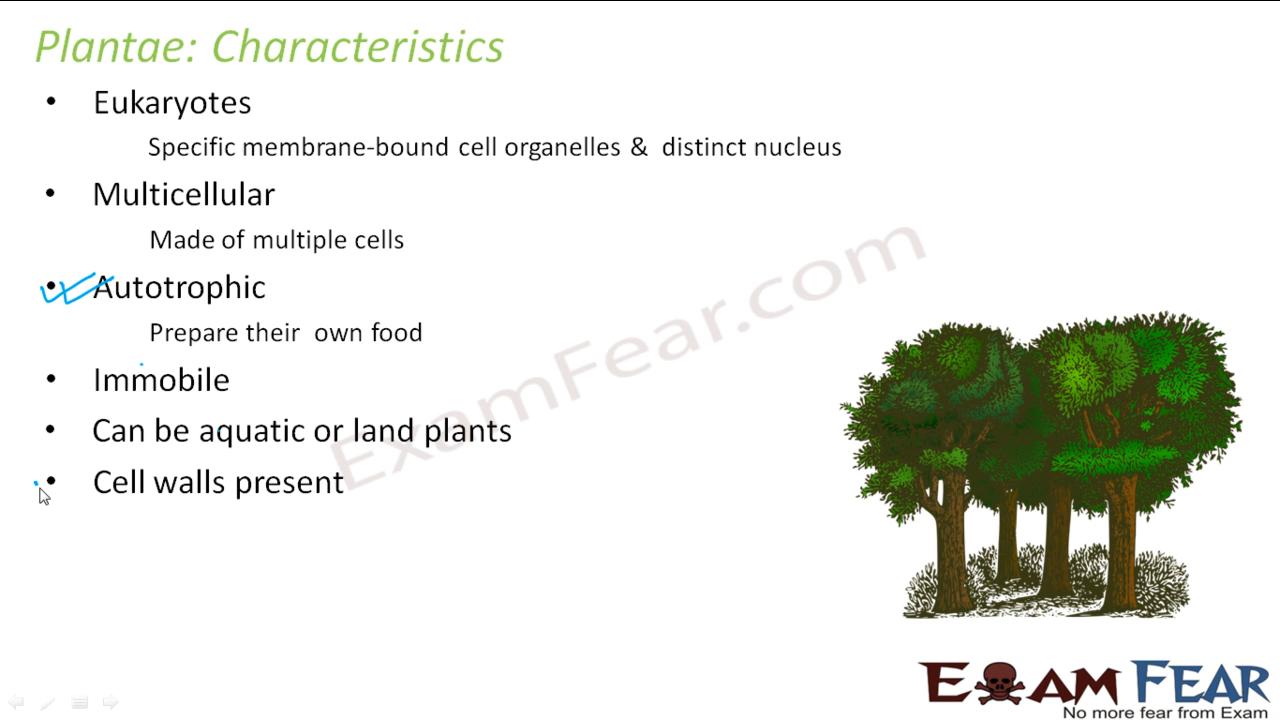 Plantae: Characteristics
• Eukaryotes
Specific membrane-bound cell organelles & distinct nucleus
• Multicellular
Made of multiple cells
• Autotrophic
Prepare their own food
• Immobile
• Can be aquatic or land plants
• Cell walls present
ExamFear.com
EXAM FEAR
No more fear from Exam